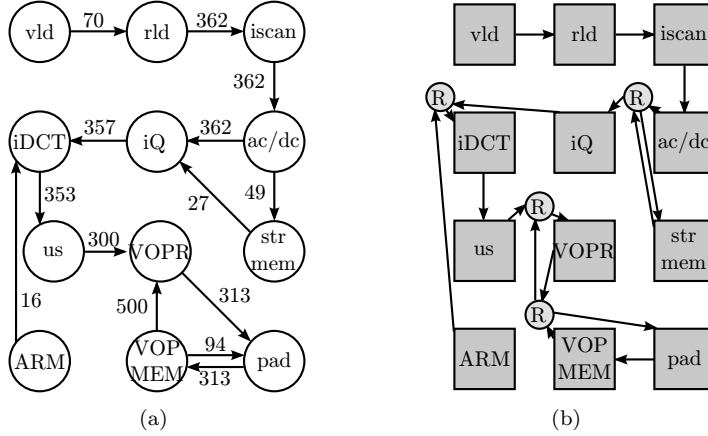 vld 70 rld 362 iscan
362
iDCT 357 iQ 362 ac/dc
353 27 49
us 300 VOPR str
mem
16 500 313
ARM VOP
MEM 94 pad
313
(a)
vld rld iscan
R R
iDCT iQ ac/dc
R
us VOPR str
mem
R
ARM VOP
MEM pad
(b)